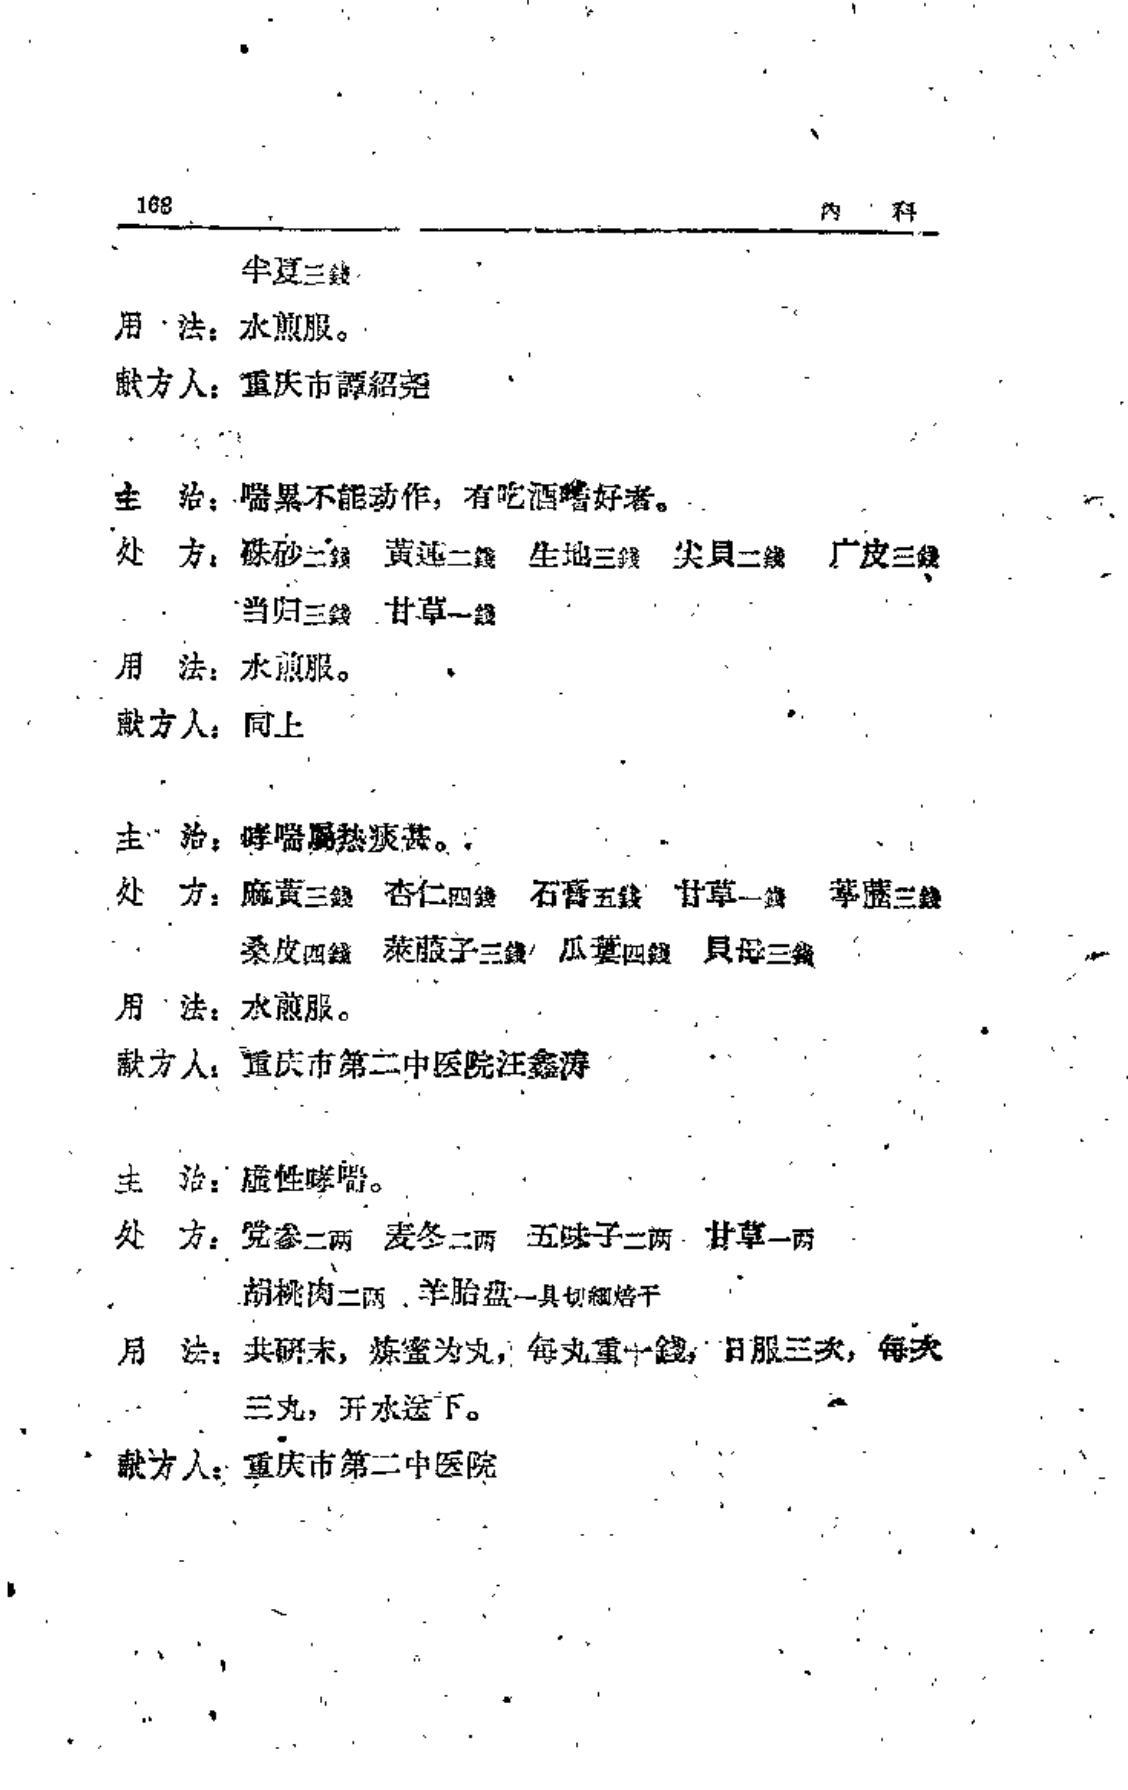 168 內 科
半夏三錢
用 法：水煎服。
献方人：重庆市譚紹尧
主 治：喘累不能动作，有吃酒嗜好者。
处 方：硃砂二錢 黃連二錢 生地三錢 尖貝二錢 广皮三錢
当归三錢 甘草一錢
用 法：水煎服。
献方人：同上
主 治：哮喘屬热痰甚。
处 方：麻黃三錢 杏仁四錢 石膏五錢 甘草一錢 葶藶三錢
桑皮四錢 萊菔子三錢 瓜蔞四錢 貝母三錢
用 法：水煎服。
献方人：重庆市第二中医院汪鑫涛
主 治：虛性哮喘。
处 方：党参二两 麦冬二两 五味子二两 甘草一两
胡桃肉二两 羊胎盘一具切細焙干
用 法：共研末，炼蜜为丸，每丸重十錢，日服三次，每次
三丸，开水送下。
献方人：重庆市第二中医院